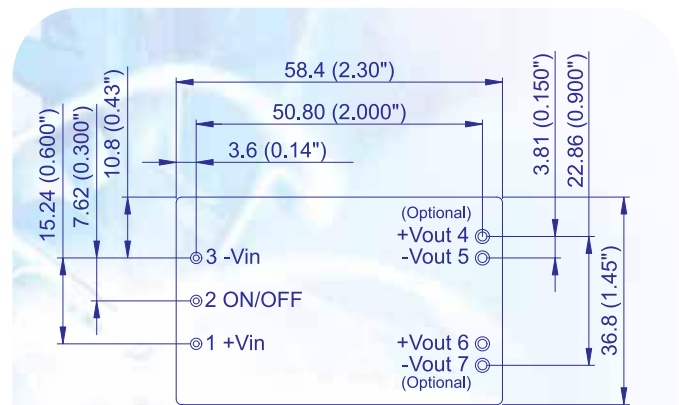 58.4 (2.30")
50.80 (2.000")
3.6 (0.14")
15.24 (0.600")
7.62 (0.300")
10.8 (0.43")
3.81 (0.150")
22.86 (0.900")
36.8 (1.45")
(Optional)
+Vout 4
3 -Vin
-Vout 5
2 ON/OFF
1 +Vin
+Vout 6
-Vout 7
(Optional)